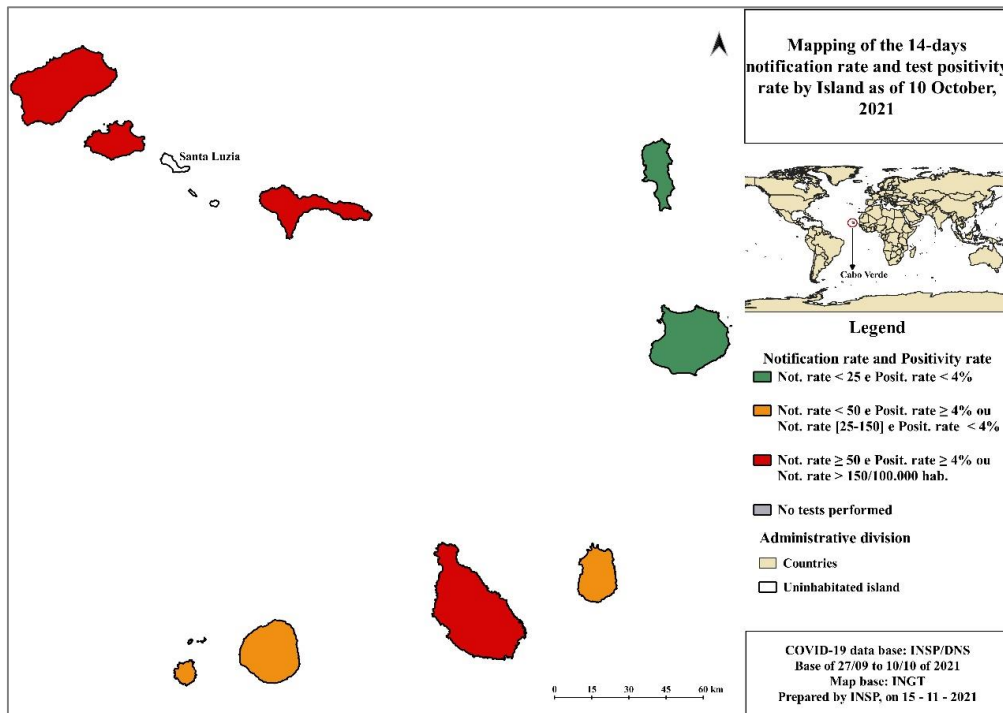 Mapping of the 14-days
notification rate and test positivity
rate by Island as of 10 October,
2021
Santa Luzia
Cabo Verde
Legend
Notification rate and Positivity rate
Not. rate < 25 e Posit. rate < 4%
Not. rate < 50 e Posit. rate ≥ 4% ou
Not. rate [25-150] e Posit. rate < 4%
Not. rate ≥ 50 e Posit. rate ≥ 4% ou
Not. rate > 150/100.000 hab.
No tests performed
Administrative division
Countries
Uninhabitated island
0 15 30 45 60 km
COVID-19 data base: INSP/DNS
Base of 27/09 to 10/10 of 2021
Map base: INGT
Prepared by INSP, on 15 - 11 - 2021